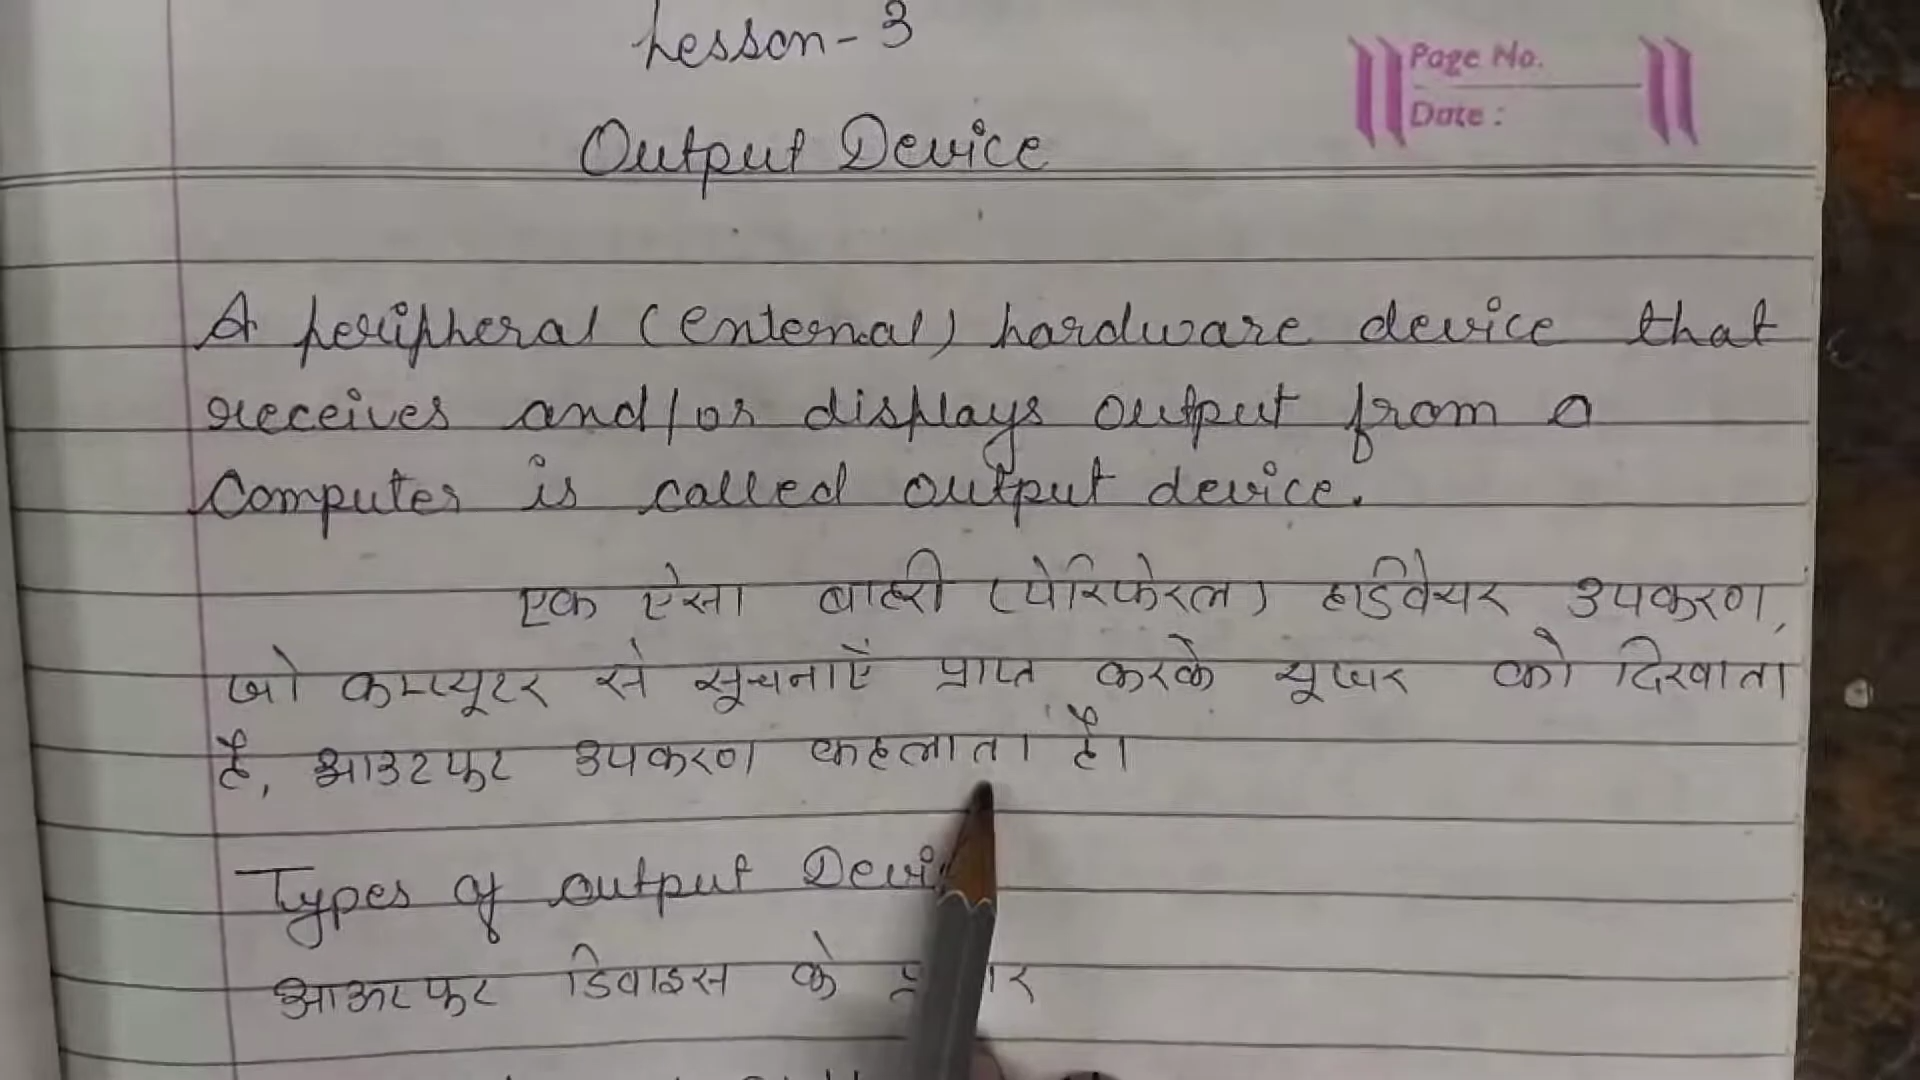 Lesson - 3
Page No.
Date :
Output Device
A peripheral (external) hardware device that
receives and/or displays output from a
Computer is called output device.
एक ऐसा बाहरी (पेरिफेरल) हार्डवेयर उपकरण,
जो कम्प्यूटर से सूचनाएँ प्राप्त करके यूजर को दिखाता
है, आउटपुट उपकरण कहलाता है।
Types of output
आऊटपुट डिवाइस के